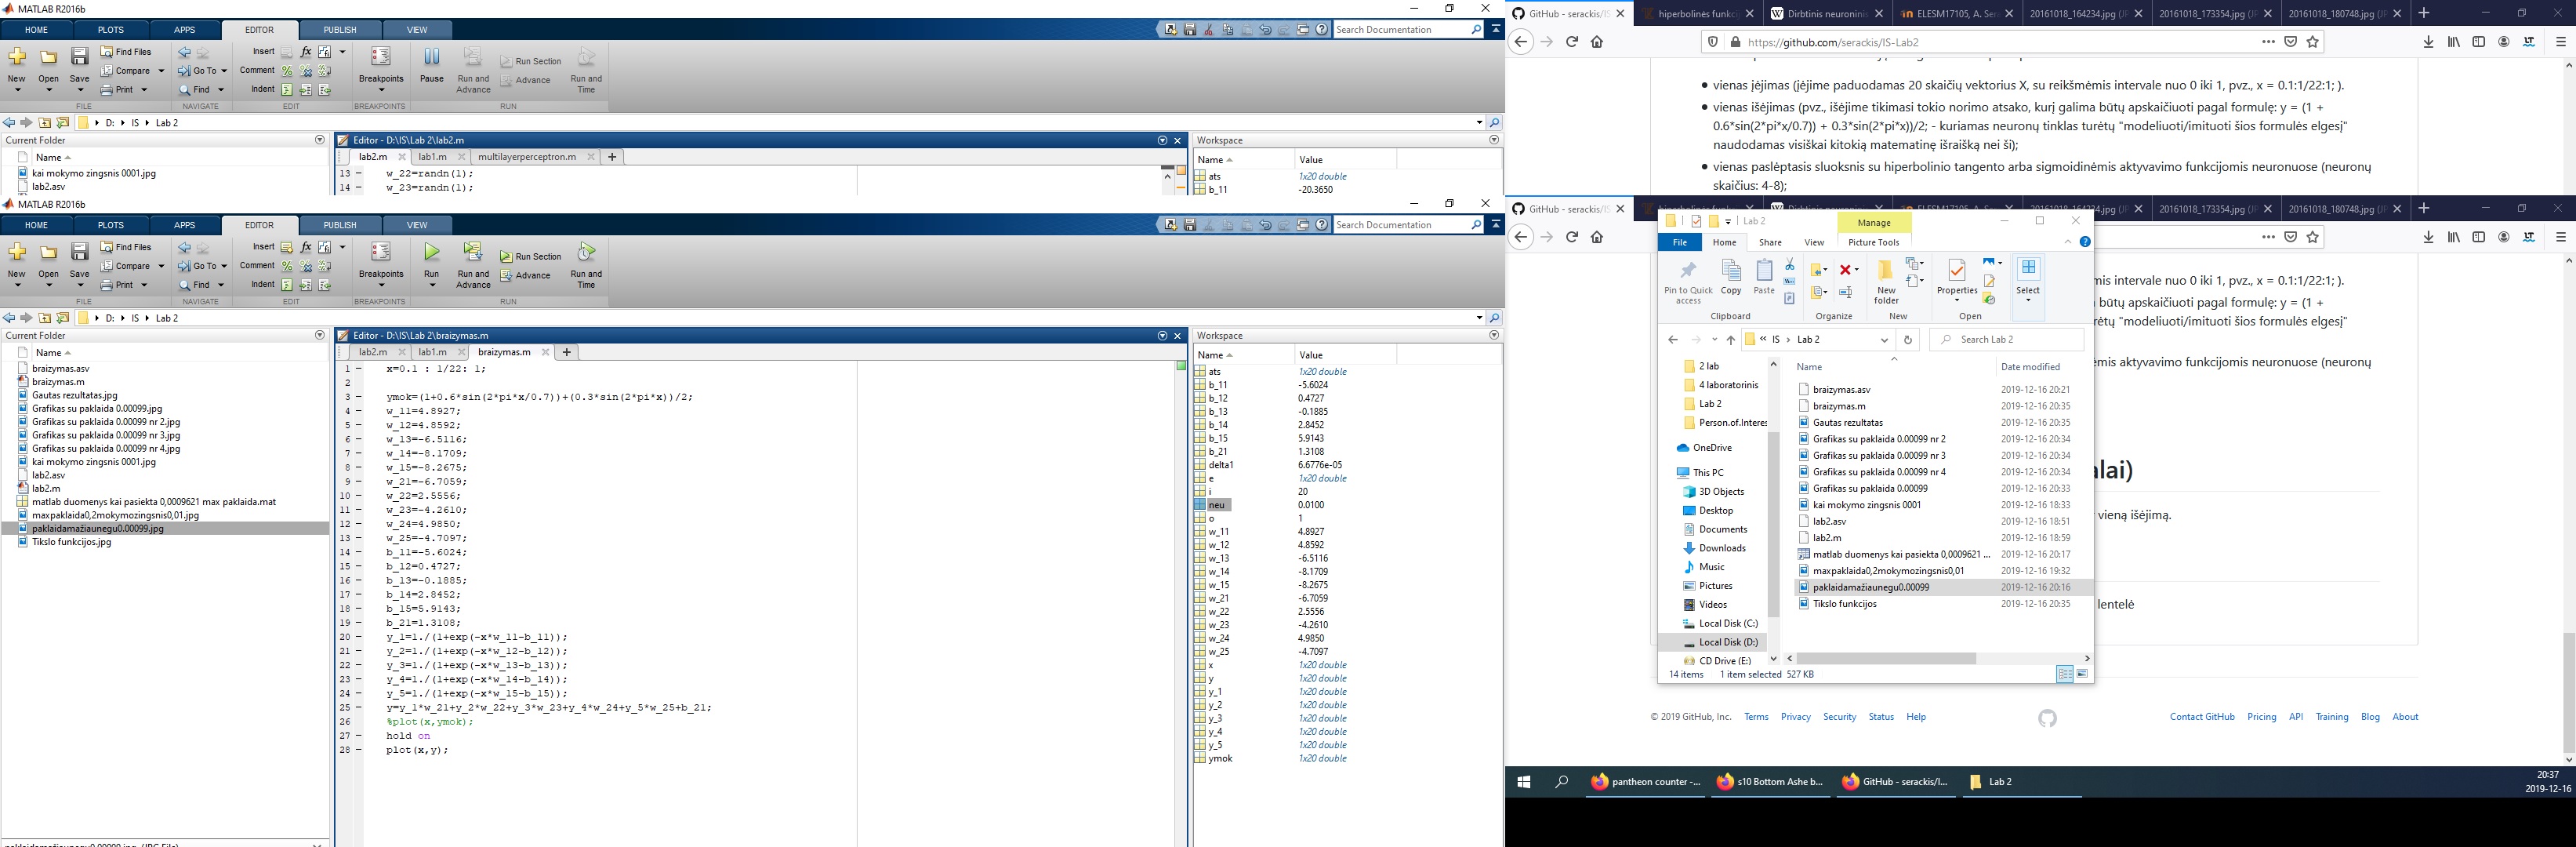 MATLAB R2016b
HOME PLOTS APPS EDITOR PUBLISH VIEW
Search Documentation
New Open Save Find Files Compare Print Go To Find Insert Comment Indent Breakpoints Pause Run and Advance Run Section Advance Run and Time
FILE NAVIGATE EDIT BREAKPOINTS RUN
D: IS Lab 2
Current Folder
Name
kai mokymo zingsnis 0001.jpg
lab2.asv
Editor - D:\IS\Lab 2\lab2.m
lab2.m lab1.m multilayerperceptron.m
13 w_22=randn(1);
14 w_23=randn(1);
Workspace
Name Value
ats 1x20 double
b_11 -20.3650
MATLAB R2016b
HOME PLOTS APPS EDITOR PUBLISH VIEW
Search Documentation
New Open Save Find Files Compare Print Go To Find Insert Comment Indent Breakpoints Run Run and Advance Run Section Advance Run and Time
FILE NAVIGATE EDIT BREAKPOINTS RUN
D: IS Lab 2
Current Folder
Name
braizymas.asv
braizymas.m
Gautas rezultatas.jpg
Grafikas su paklaida 0.00099.jpg
Grafikas su paklaida 0.00099 nr 2.jpg
Grafikas su paklaida 0.00099 nr 3.jpg
Grafikas su paklaida 0.00099 nr 4.jpg
kai mokymo zingsnis 0001.jpg
lab2.asv
lab2.m
matlab duomenys kai pasiekta 0,0009621 max paklaida.mat
maxpaklaida0,2mokymozingsnis0,01.jpg
paklaidamažiaunegu0.00099.jpg
Tikslo funkcijos.jpg
Editor - D:\IS\Lab 2\braizymas.m
lab2.m lab1.m braizymas.m
1 x=0.1 : 1/22: 1;
2
3 ymok=(1+0.6*sin(2*pi*x/0.7))+(0.3*sin(2*pi*x))/2;
4 w_11=4.8927;
5 w_12=4.8592;
6 w_13=-6.5116;
7 w_14=-8.1709;
8 w_15=-8.2675;
9 w_21=-6.7059;
10 w_22=2.5556;
11 w_23=-4.2610;
12 w_24=4.9850;
13 w_25=-4.7097;
14 b_11=-5.6024;
15 b_12=0.4727;
16 b_13=-0.1885;
17 b_14=2.8452;
18 b_15=5.9143;
19 b_21=1.3108;
20 y_1=1./(1+exp(-x*w_11-b_11));
21 y_2=1./(1+exp(-x*w_12-b_12));
22 y_3=1./(1+exp(-x*w_13-b_13));
23 y_4=1./(1+exp(-x*w_14-b_14));
24 y_5=1./(1+exp(-x*w_15-b_15));
25 y=y_1*w_21+y_2*w_22+y_3*w_23+y_4*w_24+y_5*w_25+b_21;
26 %plot(x,ymok);
27 hold on
28 plot(x,y);
Workspace
Name Value
ats 1x20 double
b_11 -5.6024
b_12 0.4727
b_13 -0.1885
b_14 2.8452
b_15 5.9143
b_21 1.3108
delta1 6.6776e-05
e 1x20 double
i 20
neu 0.0100
o 1
w_11 4.8927
w_12 4.8592
w_13 -6.5116
w_14 -8.1709
w_15 -8.2675
w_21 -6.7059
w_22 2.5556
w_23 -4.2610
w_24 4.9850
w_25 -4.7097
x 1x20 double
y 1x20 double
y_1 1x20 double
y_2 1x20 double
y_3 1x20 double
y_4 1x20 double
y_5 1x20 double
ymok 1x20 double
GitHub - serackis/IS hiperbolinės funkci Dirbtinis neuroninis ELESM17105, A. Ser 20161018_164234.jpg (JP 20161018_173354.jpg (JP 20161018_180748.jpg (JP
https://github.com/serackis/IS-Lab2
vienas įėjimas (įėjime paduodamas 20 skaičių vektorius X, su reikšmėmis intervale nuo 0 iki 1, pvz., x = 0.1:1/22:1; ).
vienas išėjimas (pvz., išėjime tikimasi tokio norimo atsako, kurį galima būtų apskaičiuoti pagal formulę: y = (1 +
0.6*sin(2*pi*x/0.7)) + 0.3*sin(2*pi*x))/2; - kuriamas neuronų tinklas turėtų "modeliuoti/imituoti šios formulės elgesį"
naudodamas visiškai kitokią matematinę išraišką nei ši);
vienas paslėptasis sluoksnis su hiperbolinio tangento arba sigmoidinėmis aktyvavimo funkcijomis neuronuose (neuronų
skaičius: 4-8);
GitHub - serackis/IS 20161018_173354.jpg (JP 20161018_180748.jpg (JP
Lab 2 Manage
File Home Share View Picture Tools
Pin to Quick access Copy Paste New folder Properties Select
Clipboard Organize New Open
IS Lab 2 Search Lab 2
2 lab
4 laboratorinis
Lab 2
Person.of.Interes
OneDrive
This PC
3D Objects
Desktop
Documents
Downloads
Music
Pictures
Videos
Local Disk (C:)
Local Disk (D:)
CD Drive (E:)
Name Date modified
braizymas.asv 2019-12-16 20:21
braizymas.m 2019-12-16 20:35
Gautas rezultatas 2019-12-16 20:35
Grafikas su paklaida 0.00099 nr 2 2019-12-16 20:34
Grafikas su paklaida 0.00099 nr 3 2019-12-16 20:34
Grafikas su paklaida 0.00099 nr 4 2019-12-16 20:34
Grafikas su paklaida 0.00099 2019-12-16 20:33
kai mokymo zingsnis 0001 2019-12-16 18:33
lab2.asv 2019-12-16 18:51
lab2.m 2019-12-16 18:59
matlab duomenys kai pasiekta 0,0009621 ... 2019-12-16 20:17
maxpaklaida0,2mokymozingsnis0,01 2019-12-16 19:32
paklaidamažiaunegu0.00099 2019-12-16 20:16
Tikslo funkcijos 2019-12-16 20:35
14 items 1 item selected 527 KB
mis intervale nuo 0 iki 1, pvz., x = 0.1:1/22:1; ).
būtų apskaičiuoti pagal formulę: y = (1 +
turėtų "modeliuoti/imituoti šios formulės elgesį"
ėmis aktyvavimo funkcijomis neuronuose (neuronų
alai)
vieną išėjimą.
lentelė
© 2019 GitHub, Inc. Terms Privacy Security Status Help Contact GitHub Pricing API Training Blog About
pantheon counter -... s10 Bottom Ashe b... GitHub - serackis/I... Lab 2
20:37
2019-12-16